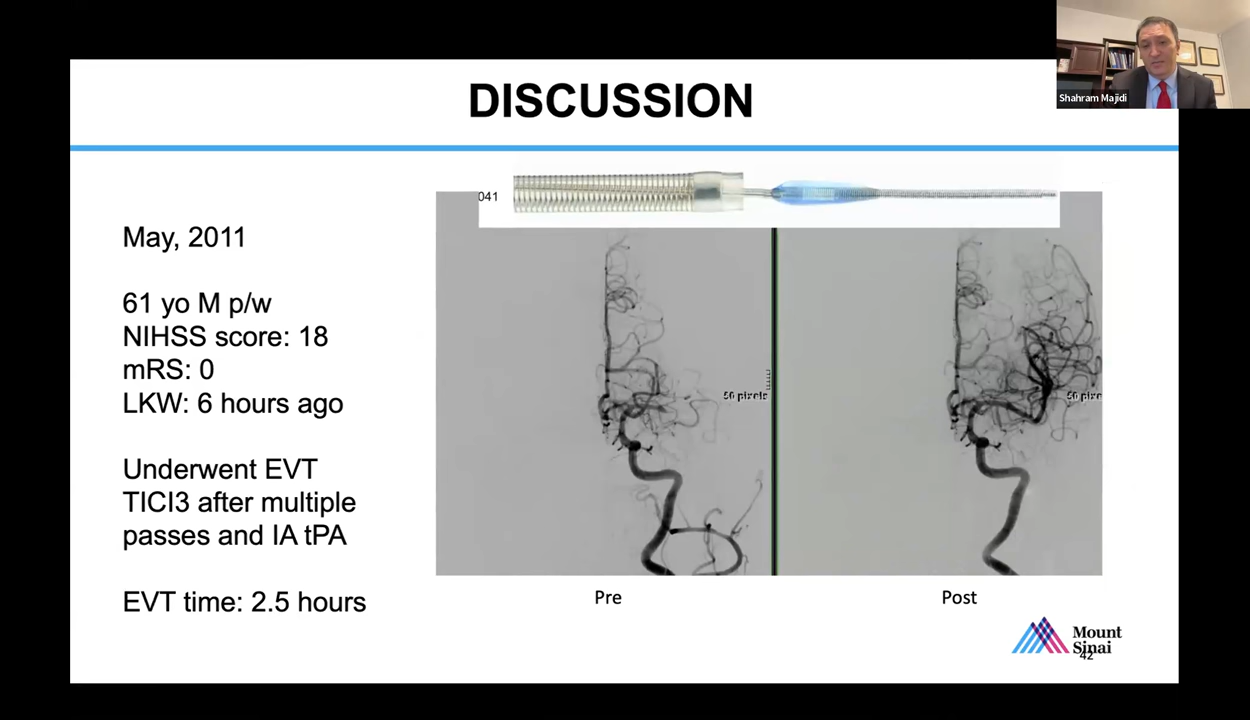 Shahram Majidi
DISCUSSION
041
May, 2011
61 yo M p/w
NIHSS score: 18
mRS: 0
LKW: 6 hours ago
Underwent EVT
TICI3 after multiple
passes and IA tPA
EVT time: 2.5 hours
50 pixels
50 pixe
Pre
Post
Mount
Sinai
42